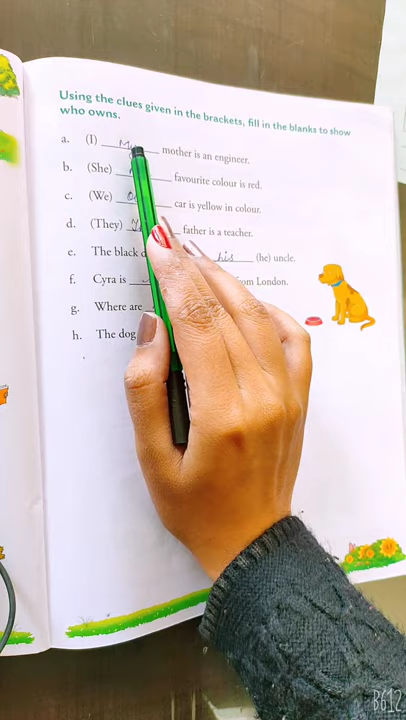 Using the clues given in the brackets, fill in the blanks to show
who owns.
a. (I) My mother is an engineer.
b. (She) favourite colour is red.
c. (We) car is yellow in colour.
d. (They) father is a teacher.
e. The black his (he) uncle.
f. Cyra is from London.
g. Where are
h. The dog
B612